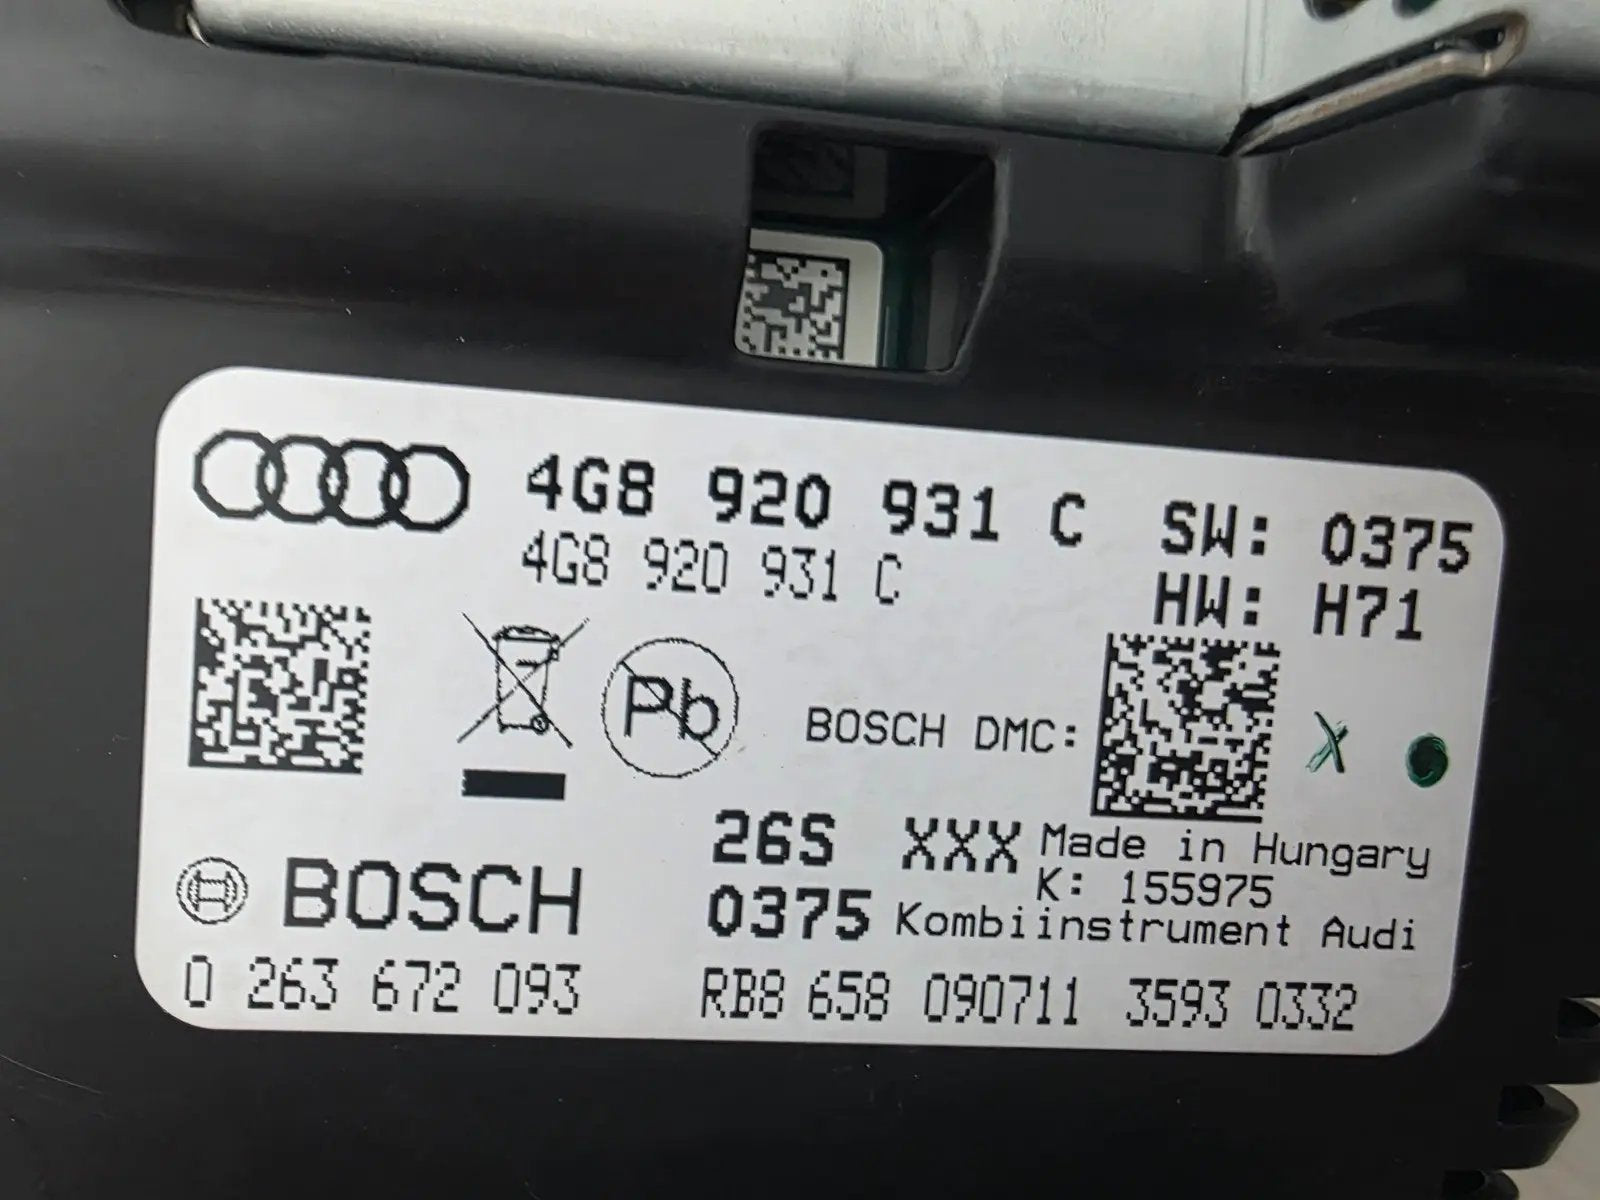 4G8 920 931 C SW: 0375
4G8 920 931 C HW: H71
Pb
BOSCH DMC: X
26S XXX Made in Hungary
K: 155975
BOSCH 0375 Kombiinstrument Audi
0 263 672 093 RB8 658 090711 3593 0332